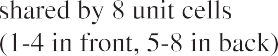 shared by 8 unit cells
(1-4 in front, 5-8 in back)